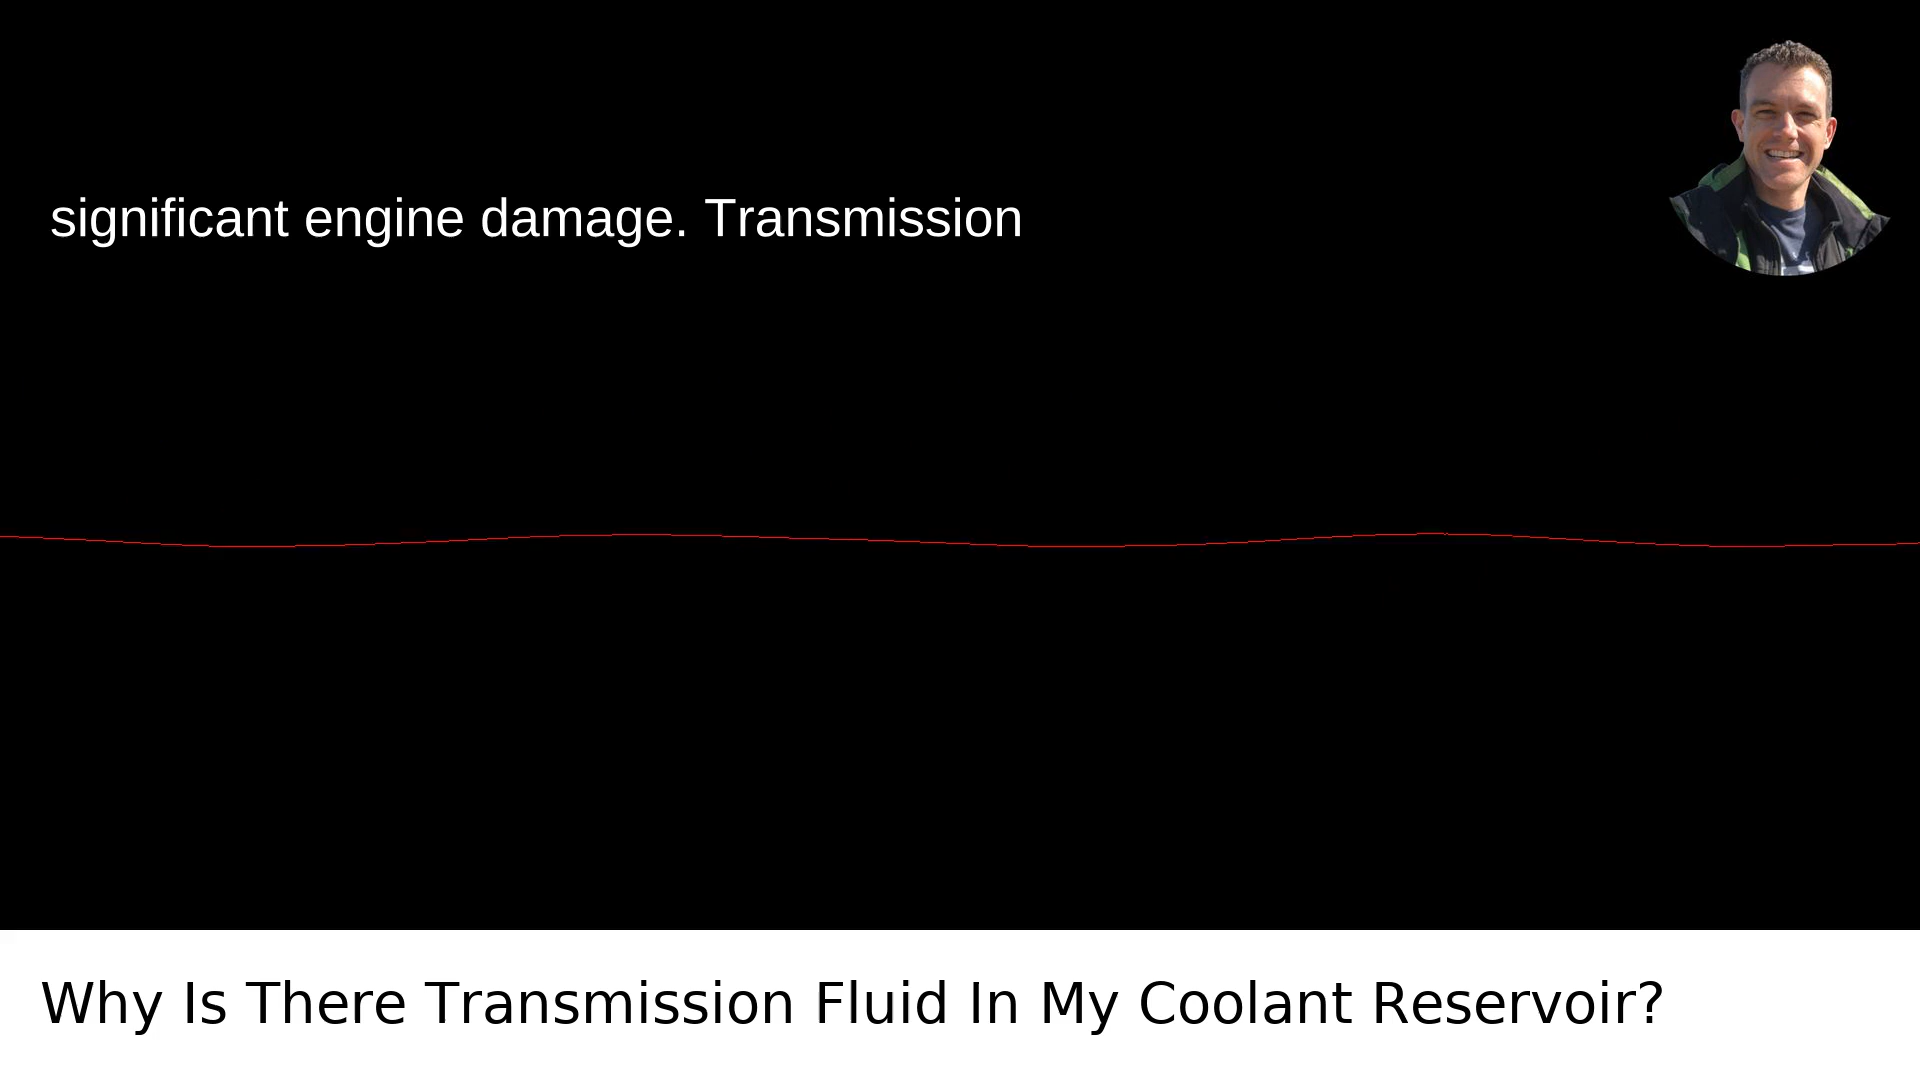 significant engine damage. Transmission
Why Is There Transmission Fluid In My Coolant Reservoir?